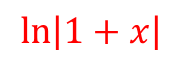 ln|1 + x|